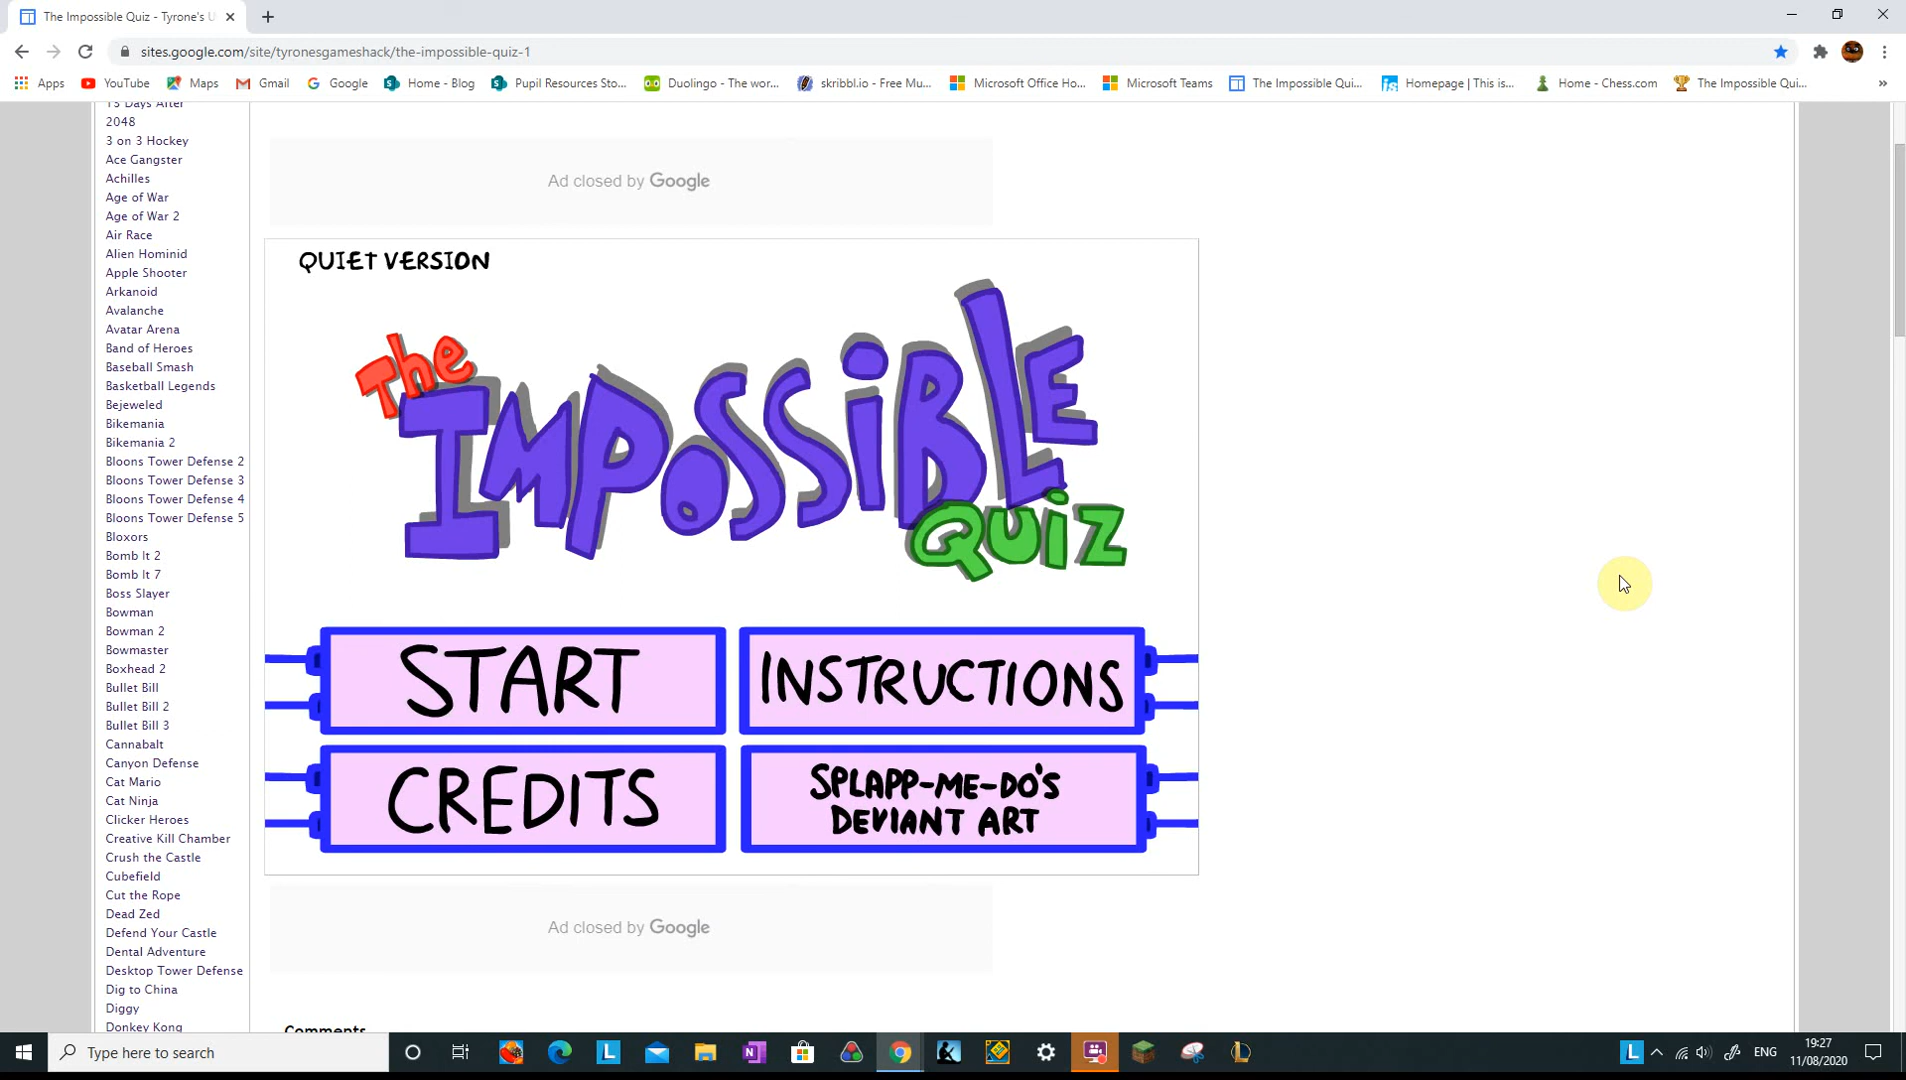 The Impossible Quiz - Tyrone's U
sites.google.com/site/tyronesgameshack/the-impossible-quiz-1
Apps YouTube Maps Gmail Google Home - Blog Pupil Resources Sto... Duolingo - The wor... skribbl.io - Free Mu... Microsoft Office Ho... Microsoft Teams The Impossible Qui... Homepage | This is... Home - Chess.com The Impossible Qu... »
15 Days After
2048
3 on 3 Hockey
Ace Gangster
Achilles
Age of War
Age of War 2
Air Race
Alien Hominid
Apple Shooter
Arkanoid
Avalanche
Avatar Arena
Band of Heroes
Baseball Smash
Basketball Legends
Bejeweled
Bikemania
Bikemania 2
Bloons Tower Defense 2
Bloons Tower Defense 3
Bloons Tower Defense 4
Bloons Tower Defense 5
Bloxors
Bomb It 2
Bomb It 7
Boss Slayer
Bowman
Bowman 2
Bowmaster
Boxhead 2
Bullet Bill
Bullet Bill 2
Bullet Bill 3
Cannabalt
Canyon Defense
Cat Mario
Cat Ninja
Clicker Heroes
Creative Kill Chamber
Crush the Castle
Cubefield
Cut the Rope
Dead Zed
Defend Your Castle
Dental Adventure
Desktop Tower Defense
Dig to China
Diggy
Donkey Kong
Ad closed by Google
QUIET VERSION
The
IMPOSSiBLE
QUiZ
START
INSTRUCTIONS
CREDITS
SPLAPP-ME-DO'S
DEVIANT ART
Ad closed by Google
Comments
Type here to search
ENG
19:27
11/08/2020